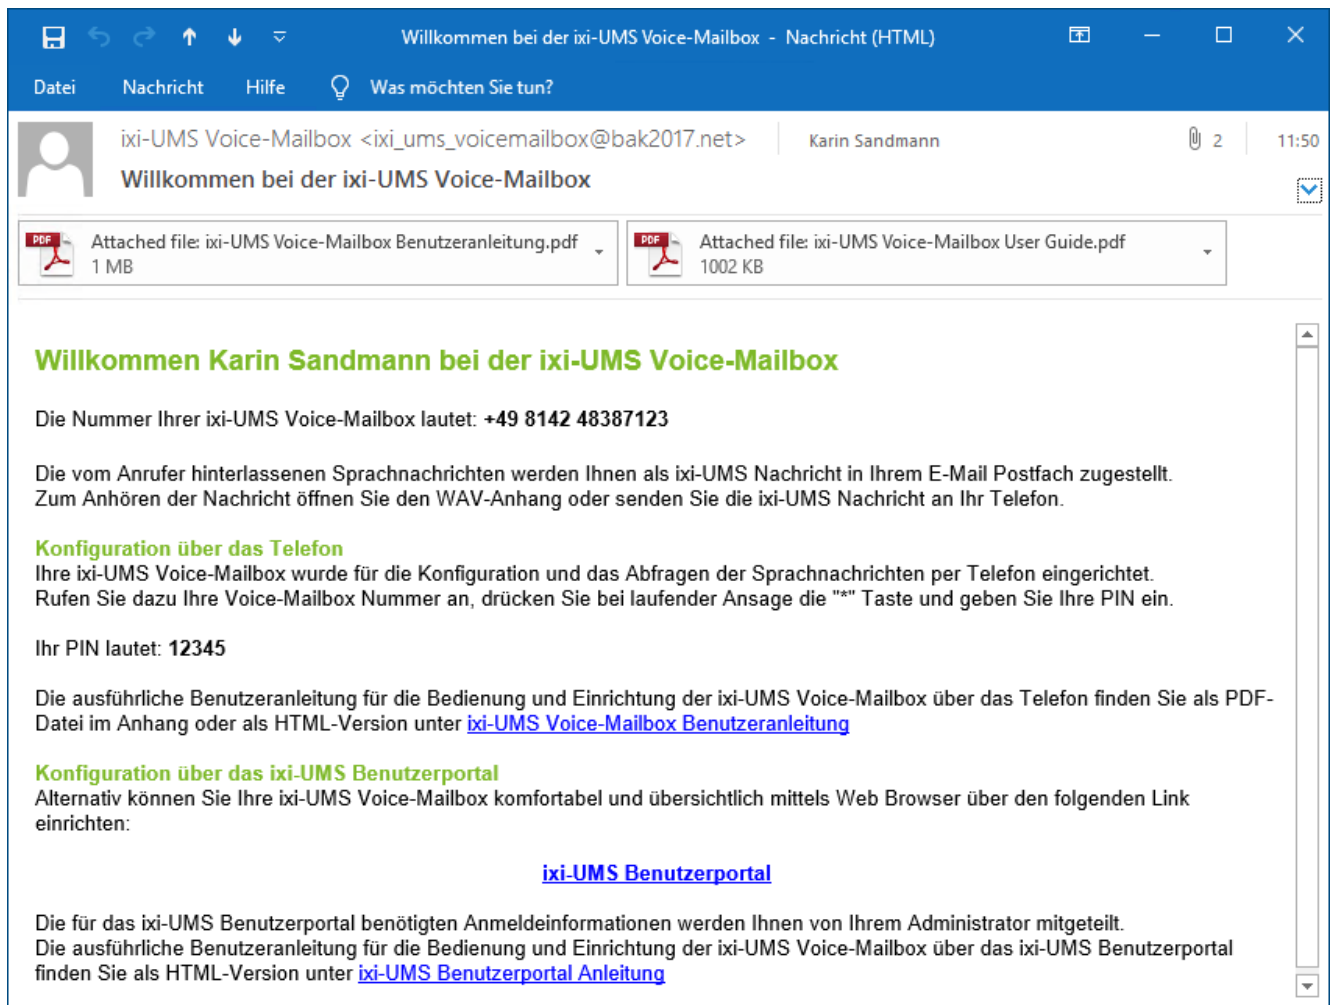 Willkommen bei der ixi-UMS Voice-Mailbox - Nachricht (HTML)
Datei Nachricht Hilfe Was möchten Sie tun?
ixi-UMS Voice-Mailbox <ixi_ums_voicemailbox@bak2017.net> Karin Sandmann 2 11:50
Willkommen bei der ixi-UMS Voice-Mailbox
PDF Attached file: ixi-UMS Voice-Mailbox Benutzeranleitung.pdf
1 MB
PDF Attached file: ixi-UMS Voice-Mailbox User Guide.pdf
1002 KB
Willkommen Karin Sandmann bei der ixi-UMS Voice-Mailbox
Die Nummer Ihrer ixi-UMS Voice-Mailbox lautet: +49 8142 48387123
Die vom Anrufer hinterlassenen Sprachnachrichten werden Ihnen als ixi-UMS Nachricht in Ihrem E-Mail Postfach zugestellt.
Zum Anhören der Nachricht öffnen Sie den WAV-Anhang oder senden Sie die ixi-UMS Nachricht an Ihr Telefon.
Konfiguration über das Telefon
Ihre ixi-UMS Voice-Mailbox wurde für die Konfiguration und das Abfragen der Sprachnachrichten per Telefon eingerichtet.
Rufen Sie dazu Ihre Voice-Mailbox Nummer an, drücken Sie bei laufender Ansage die "*" Taste und geben Sie Ihre PIN ein.
Ihr PIN lautet: 12345
Die ausführliche Benutzeranleitung für die Bedienung und Einrichtung der ixi-UMS Voice-Mailbox über das Telefon finden Sie als PDF-
Datei im Anhang oder als HTML-Version unter ixi-UMS Voice-Mailbox Benutzeranleitung
Konfiguration über das ixi-UMS Benutzerportal
Alternativ können Sie Ihre ixi-UMS Voice-Mailbox komfortabel und übersichtlich mittels Web Browser über den folgenden Link
einrichten:
ixi-UMS Benutzerportal
Die für das ixi-UMS Benutzerportal benötigten Anmeldeinformationen werden Ihnen von Ihrem Administrator mitgeteilt.
Die ausführliche Benutzeranleitung für die Bedienung und Einrichtung der ixi-UMS Voice-Mailbox über das ixi-UMS Benutzerportal
finden Sie als HTML-Version unter ixi-UMS Benutzerportal Anleitung